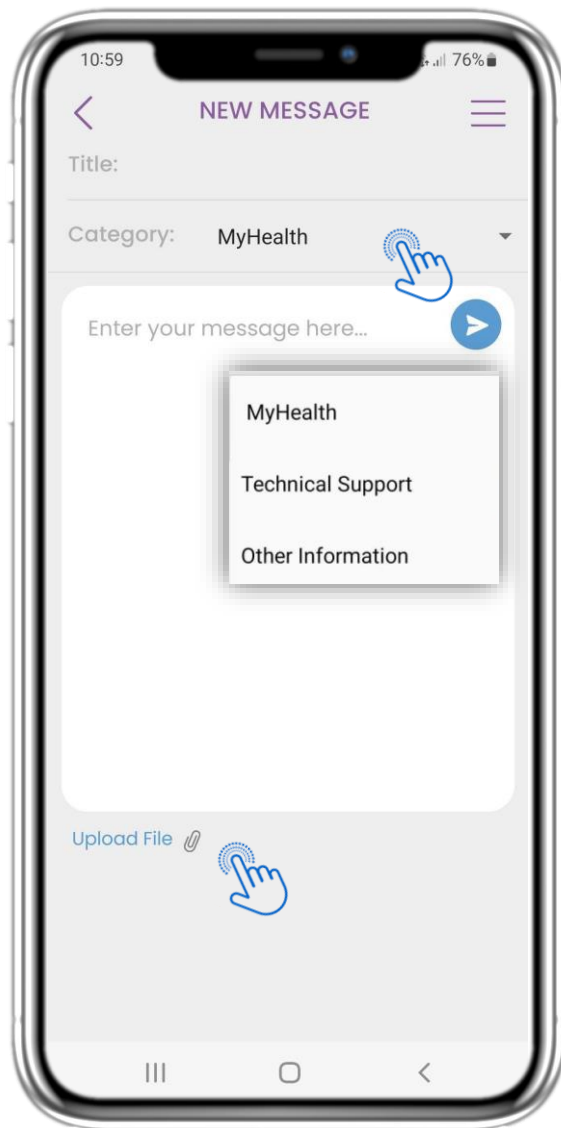 10:59 76%
NEW MESSAGE
Title:
Category: MyHealth
Enter your message here...
MyHealth
Technical Support
Other Information
Upload File